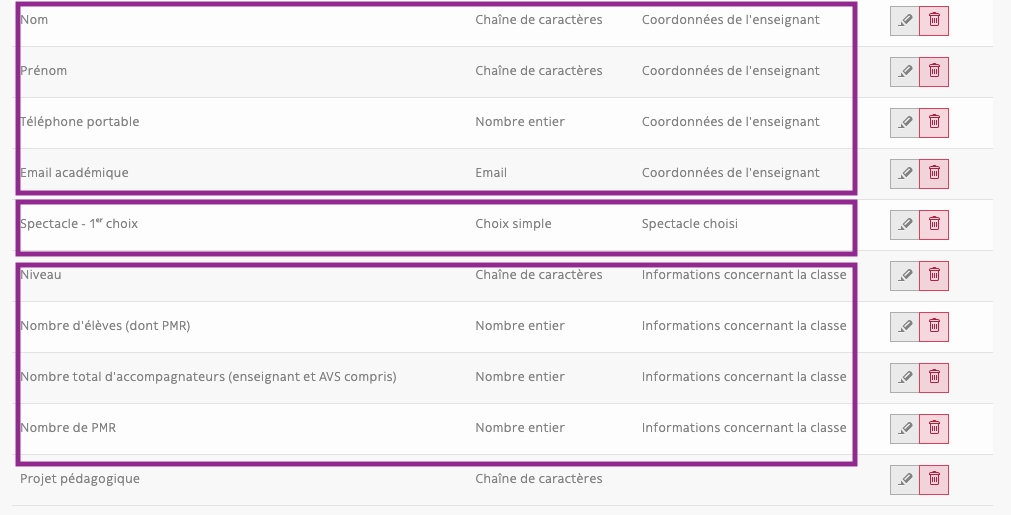 Nom Chaîne de caractères Coordonnées de l'enseignant
Prénom Chaîne de caractères Coordonnées de l'enseignant
Téléphone portable Nombre entier Coordonnées de l'enseignant
Email académique Email Coordonnées de l'enseignant
Spectacle - 1er choix Choix simple Spectacle choisi
Niveau Chaîne de caractères Informations concernant la classe
Nombre d'élèves (dont PMR) Nombre entier Informations concernant la classe
Nombre total d'accompagnateurs (enseignant et AVS compris) Nombre entier Informations concernant la classe
Nombre de PMR Nombre entier Informations concernant la classe
Projet pédagogique Chaîne de caractères